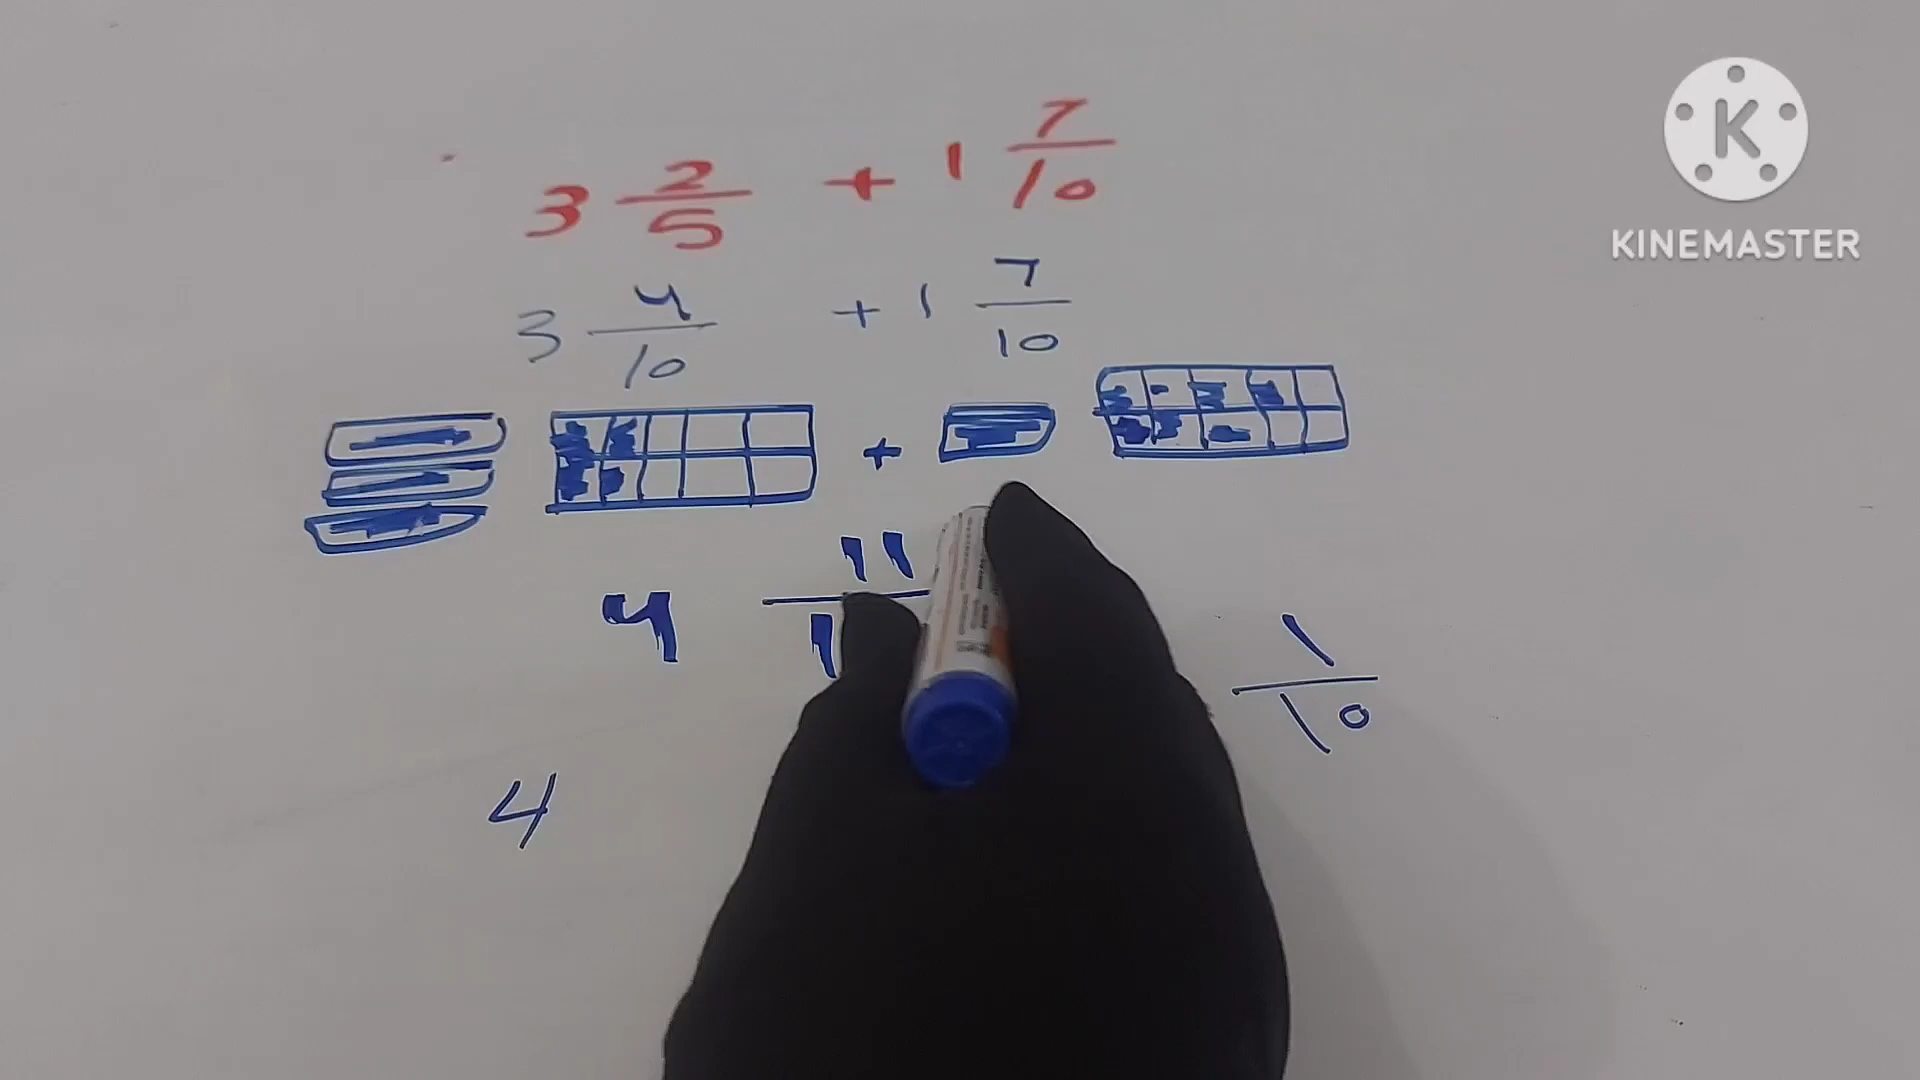 3 2/5 + 1 7/10
3 4/10 + 1 7/10
+
4 11/1
1/10
4
K
KINEMASTER